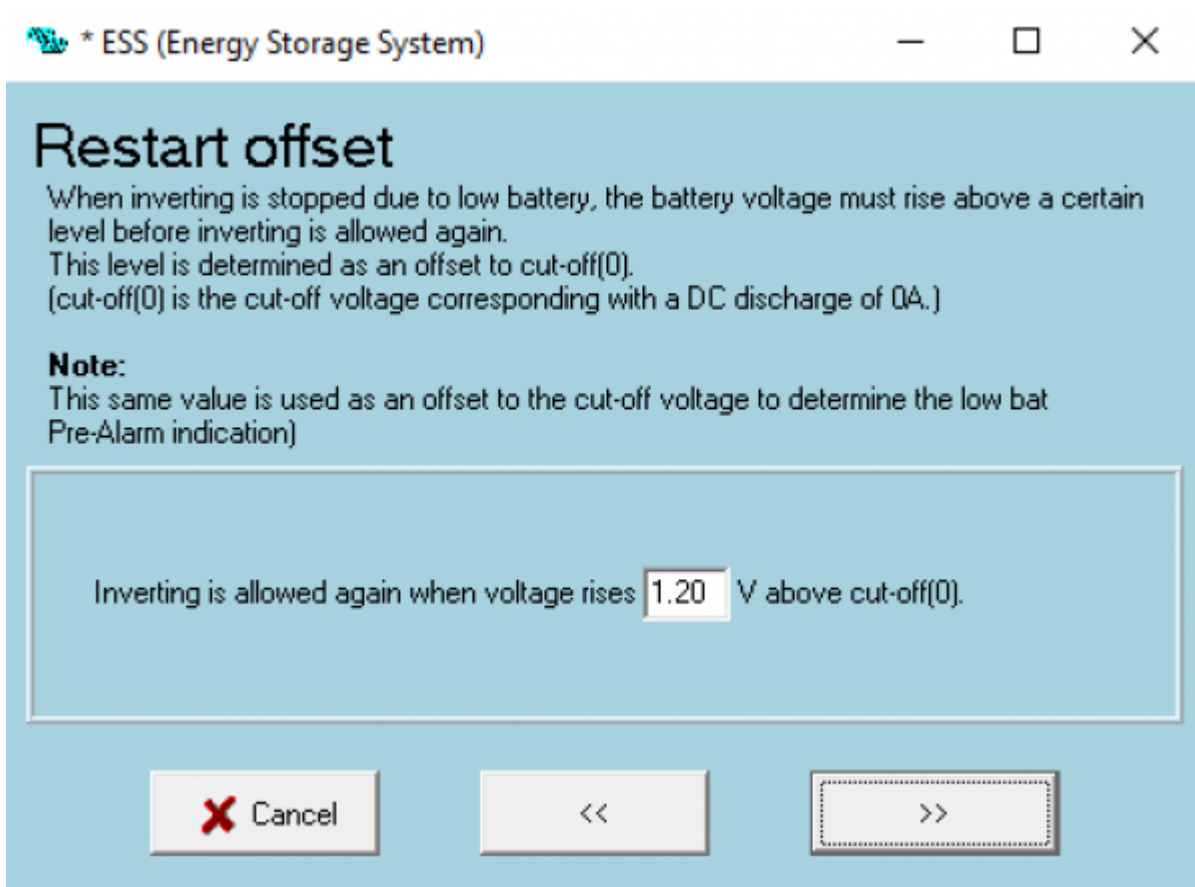 * ESS (Energy Storage System)
Restart offset
When inverting is stopped due to low battery, the battery voltage must rise above a certain
level before inverting is allowed again.
This level is determined as an offset to cut-off(0).
(cut-off(0) is the cut-off voltage corresponding with a DC discharge of 0A.)
Note:
This same value is used as an offset to the cut-off voltage to determine the low bat
Pre-Alarm indication)
Inverting is allowed again when voltage rises 1.20 V above cut-off(0).
Cancel << >>